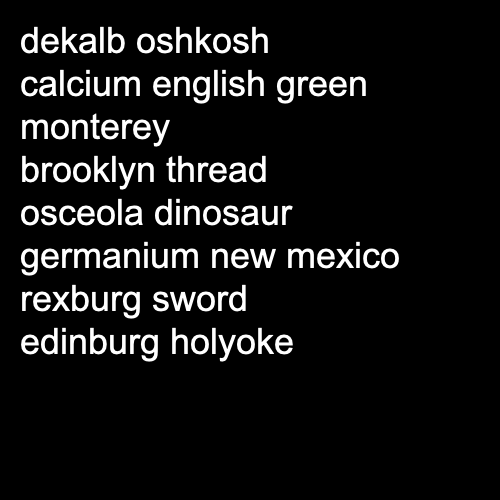 dekalb oshkosh
calcium english green
monterey
brooklyn thread
osceola dinosaur
germanium new mexico
rexburg sword
edinburg holyoke